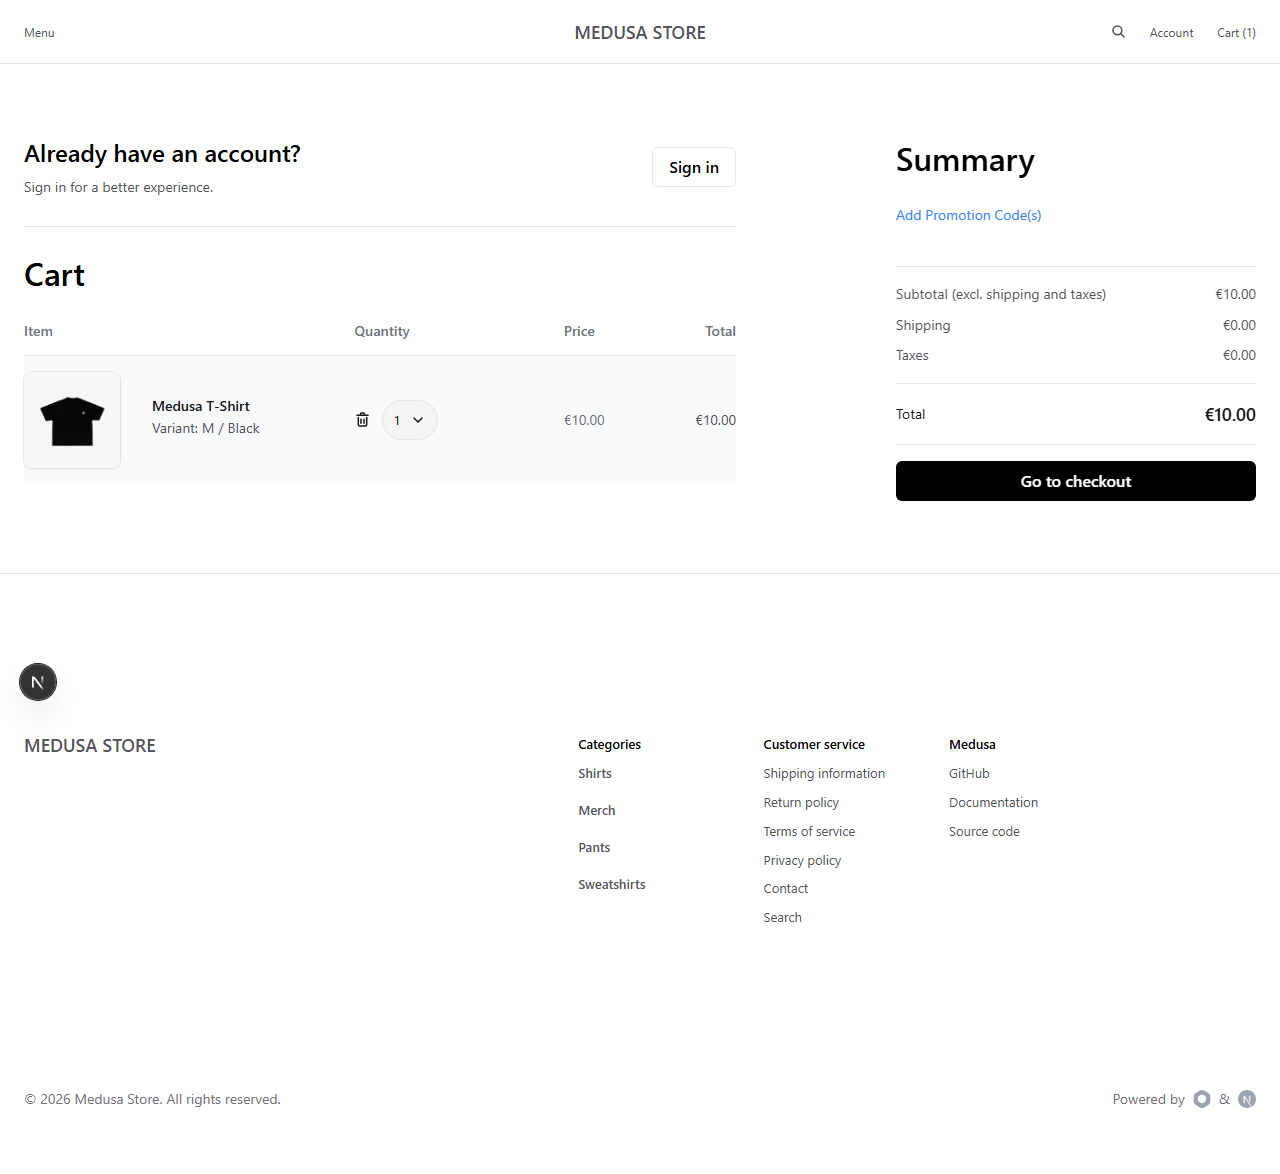 Menu
MEDUSA STORE
Account
Cart (1)
Already have an account?
Sign in for a better experience.
Sign in
Cart
Item Quantity Price Total
Medusa T-Shirt
Variant: M / Black
1
€10.00
€10.00
Summary
Add Promotion Code(s)
Subtotal (excl. shipping and taxes) €10.00
Shipping €0.00
Taxes €0.00
Total €10.00
Go to checkout
N
MEDUSA STORE
Categories
Shirts
Merch
Pants
Sweatshirts
Customer service
Shipping information
Return policy
Terms of service
Privacy policy
Contact
Search
Medusa
GitHub
Documentation
Source code
© 2026 Medusa Store. All rights reserved.
Powered by & N